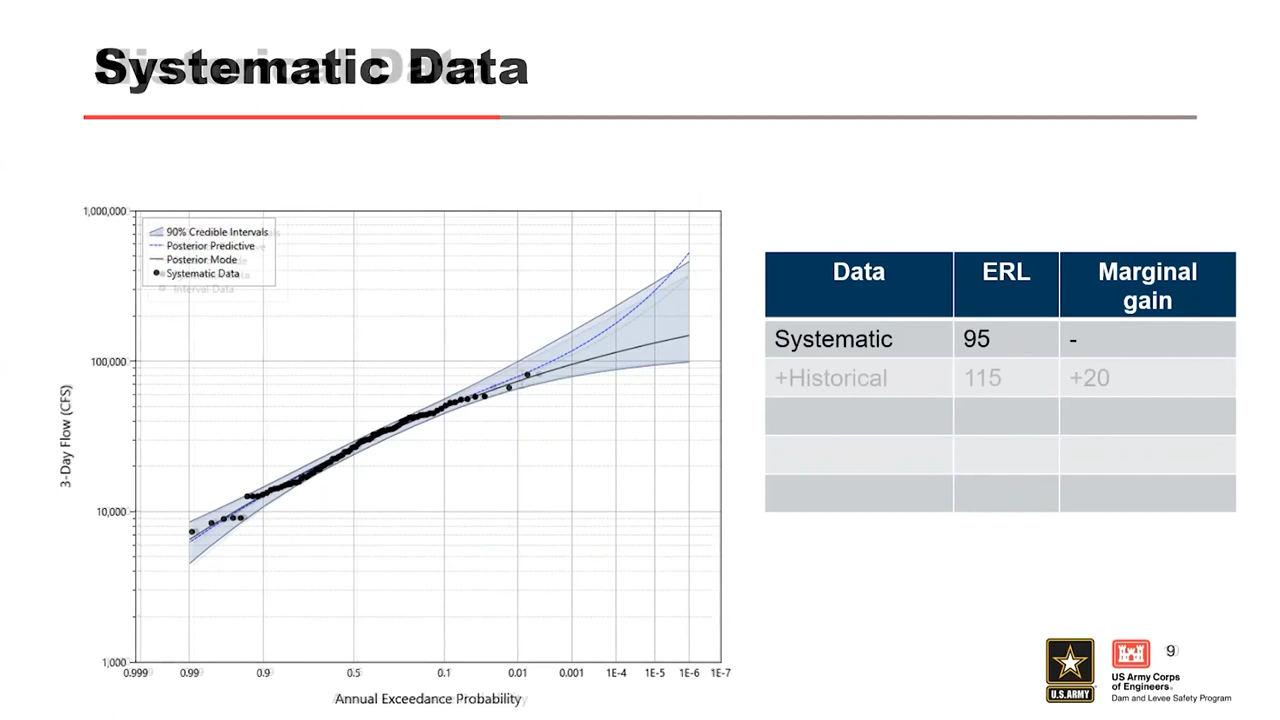 Systematic Data
1,000,000
100,000
10,000
1,000
3-Day Flow (CFS)
90% Credible Intervals
Posterior Predictive
Posterior Mode
Systematic Data
Interval Data
0.999 0.99 0.9 0.5 0.1 0.01 0.001 1E-4 1E-5 1E-6 1E-7
Annual Exceedance Probability
Data ERL Marginal
gain
Systematic 95 -
+Historical 115 +20
U.S.ARMY
US Army Corps
of Engineers®
Dam and Levee Safety Program
9